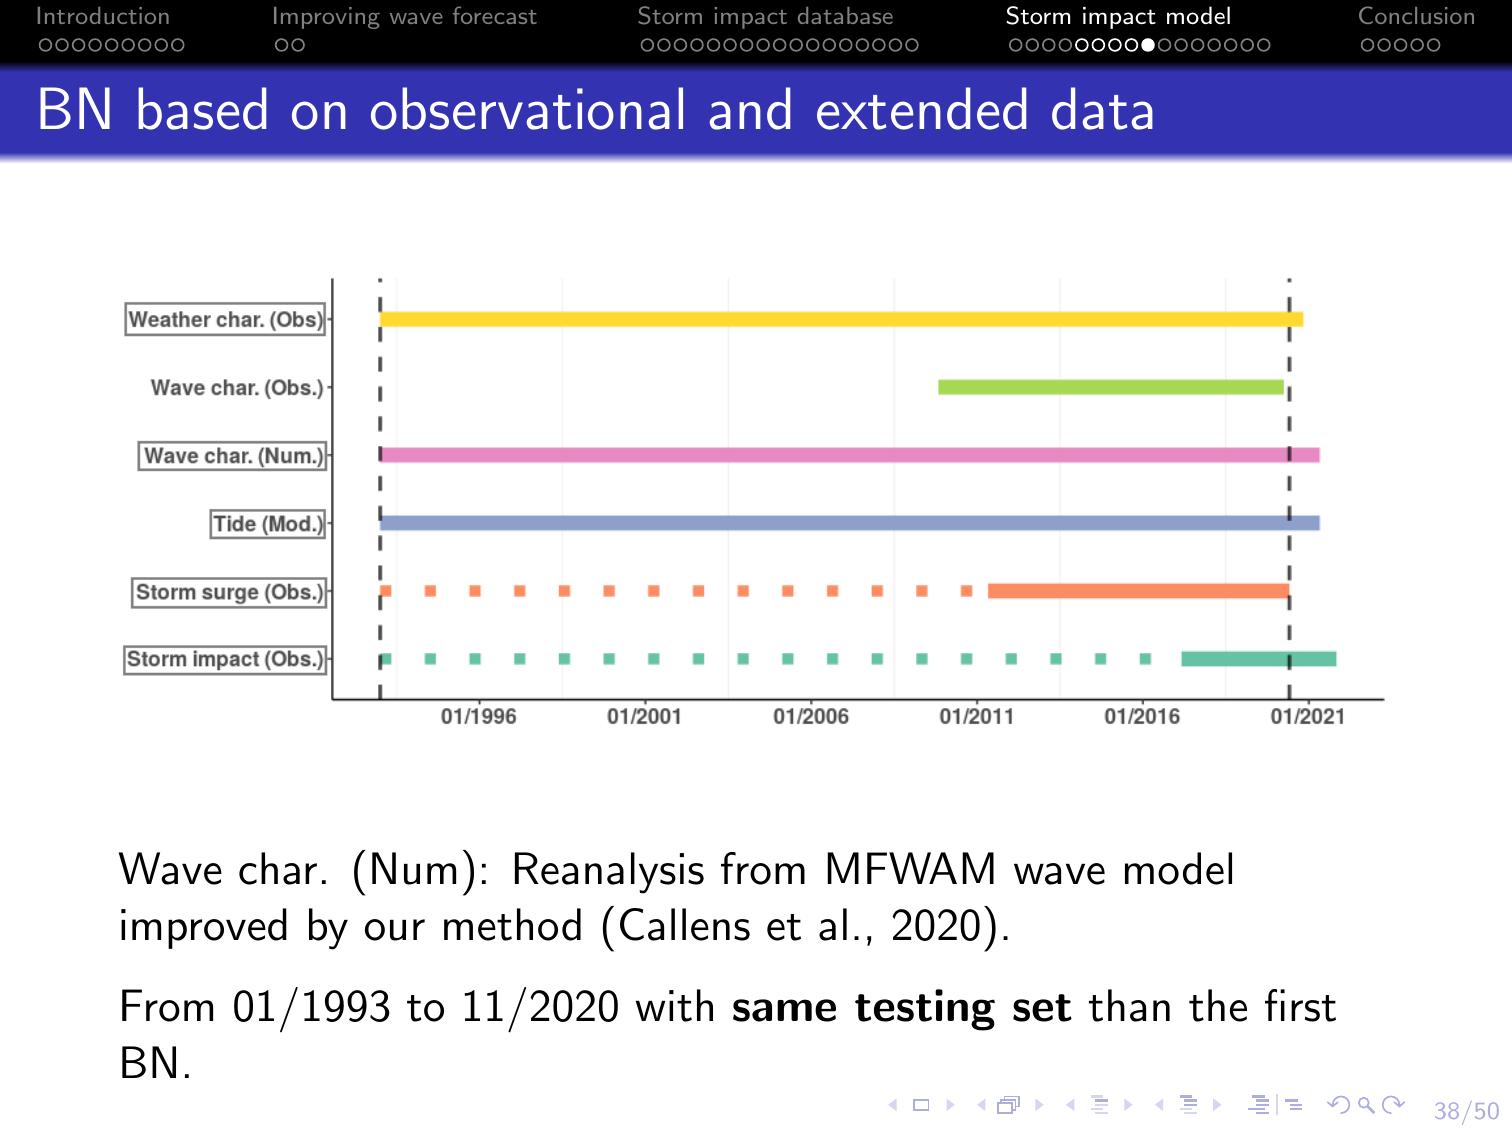 Introduction
Improving wave forecast
Storm impact database
Storm impact model
Conclusion
BN based on observational and extended data
Weather char. (Obs)
Wave char. (Obs.)
Wave char. (Num.)
Tide (Mod.)
Storm surge (Obs.)
Storm impact (Obs.)
01/1996 01/2001 01/2006 01/2011 01/2016 01/2021
Wave char. (Num): Reanalysis from MFWAM wave model
improved by our method (Callens et al., 2020).
From 01/1993 to 11/2020 with same testing set than the first
BN.
38/50